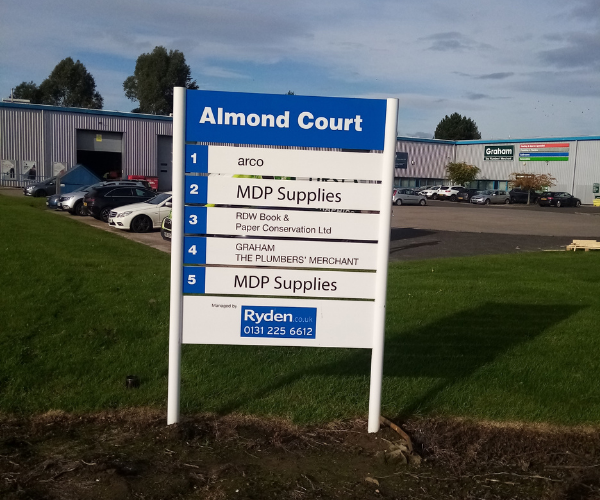 Almond Court
1 arco
2 MDP Supplies
3 RDW Book &
Paper Conservation Ltd
4 GRAHAM
THE PLUMBERS' MERCHANT
5 MDP Supplies
Managed by
Ryden.co.uk
0131 225 6612
Graham